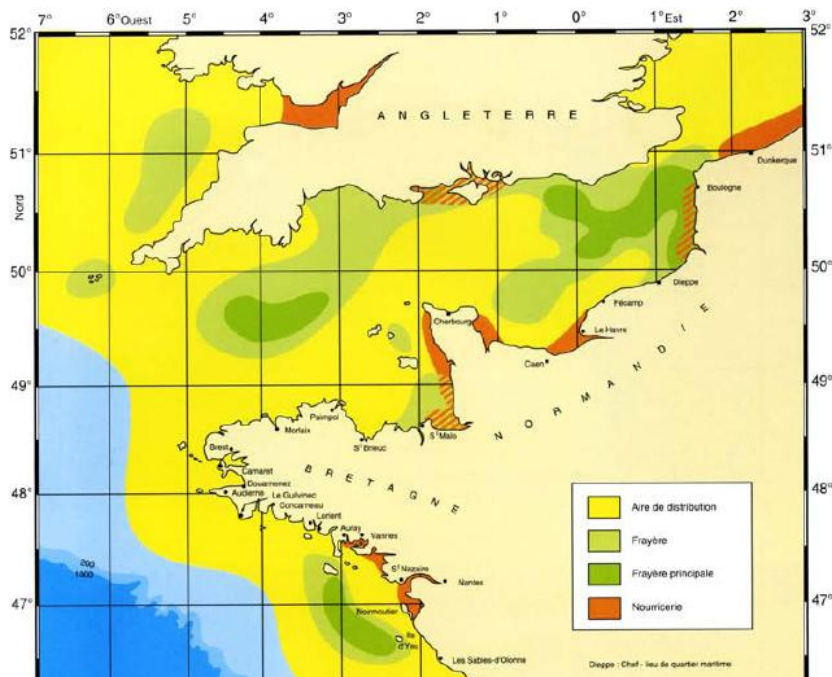 7° 6° Ouest 5° 4° 3° 2° 1° 0° 1° Est 2° 3°
52° 52°
ANGLETERRE
51° 51°
Dunkerque
Boulogne
Nord
50° 50°
Dieppe
Fécamp
Cherbourg
Le Havre
Caen
NORMANDIE
49° 49°
Paimpol
Morlaix
St Brieuc
St Malo
Brest
Camaret
BRETAGNE
Douarnenez
48° 48°
Audierne
Le Guilvinec
Concarneau
Lorient
Auray
Vannes
Aire de distribution
Frayère
Frayère principale
Nourricerie
200
1000
St Nazaire
Nantes
47° 47°
Noirmoutier
Ile
d'Yeu
Les Sables-d'Olonne
Dieppe : Chef - lieu de quartier maritime